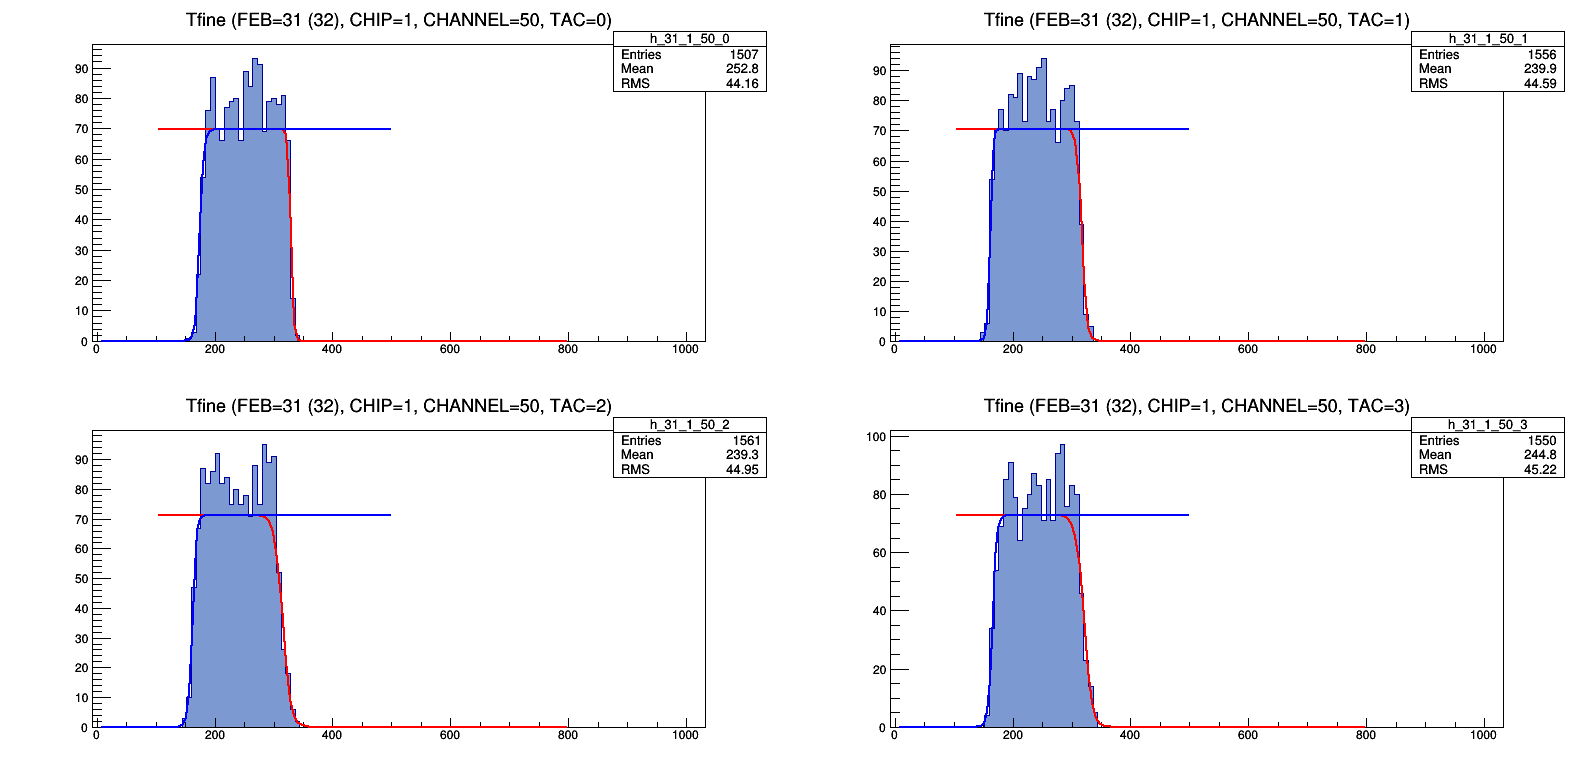 Tfine (FEB=31 (32), CHIP=1, CHANNEL=50, TAC=0)
h_31_1_50_0
Entries 1507
Mean 252.8
RMS 44.16
90
80
70
60
50
40
30
20
10
0
0 200 400 600 800 1000
Tfine (FEB=31 (32), CHIP=1, CHANNEL=50, TAC=1)
h_31_1_50_1
Entries 1556
Mean 239.9
RMS 44.59
90
80
70
60
50
40
30
20
10
0
0 200 400 600 800 1000
Tfine (FEB=31 (32), CHIP=1, CHANNEL=50, TAC=2)
h_31_1_50_2
Entries 1561
Mean 239.3
RMS 44.95
90
80
70
60
50
40
30
20
10
0
0 200 400 600 800 1000
Tfine (FEB=31 (32), CHIP=1, CHANNEL=50, TAC=3)
h_31_1_50_3
Entries 1550
Mean 244.8
RMS 45.22
100
80
60
40
20
0
0 200 400 600 800 1000